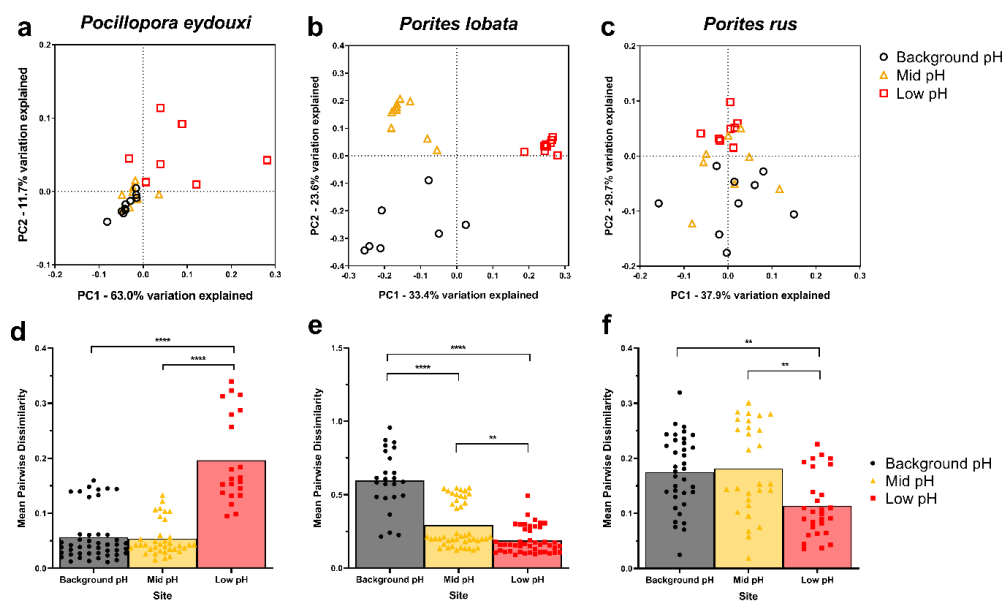 a Pocillopora eydouxi
0.2
0.1
0.0
-0.1
-0.2 -0.1 0.0 0.1 0.2 0.3
PC2 - 11.7% variation explained
PC1 - 63.0% variation explained
b Porites lobata
0.3
0.2
0.1
0.0
-0.1
-0.2
-0.3
-0.4
-0.3 -0.2 -0.1 0.0 0.1 0.2 0.3
PC2 - 23.6% variation explained
PC1 - 33.4% variation explained
c Porites rus
0.2
0.1
0.0
-0.1
-0.2
-0.2 -0.1 0.0 0.1 0.2 0.3
PC2 - 29.7% variation explained
PC1 - 37.9% variation explained
Background pH
Mid pH
Low pH
d
0.4
0.3
0.2
0.1
0.0
****
****
Mean Pairwise Dissimilarity
Background pH Mid pH Low pH
Site
e
1.5
1.0
0.5
0.0
****
****
**
Mean Pairwise Dissimilarity
Background pH Mid pH Low pH
Site
f
0.4
0.3
0.2
0.1
0.0
**
**
Mean Pairwise Dissimilarity
Background pH Mid pH Low pH
Site
Background pH
Mid pH
Low pH